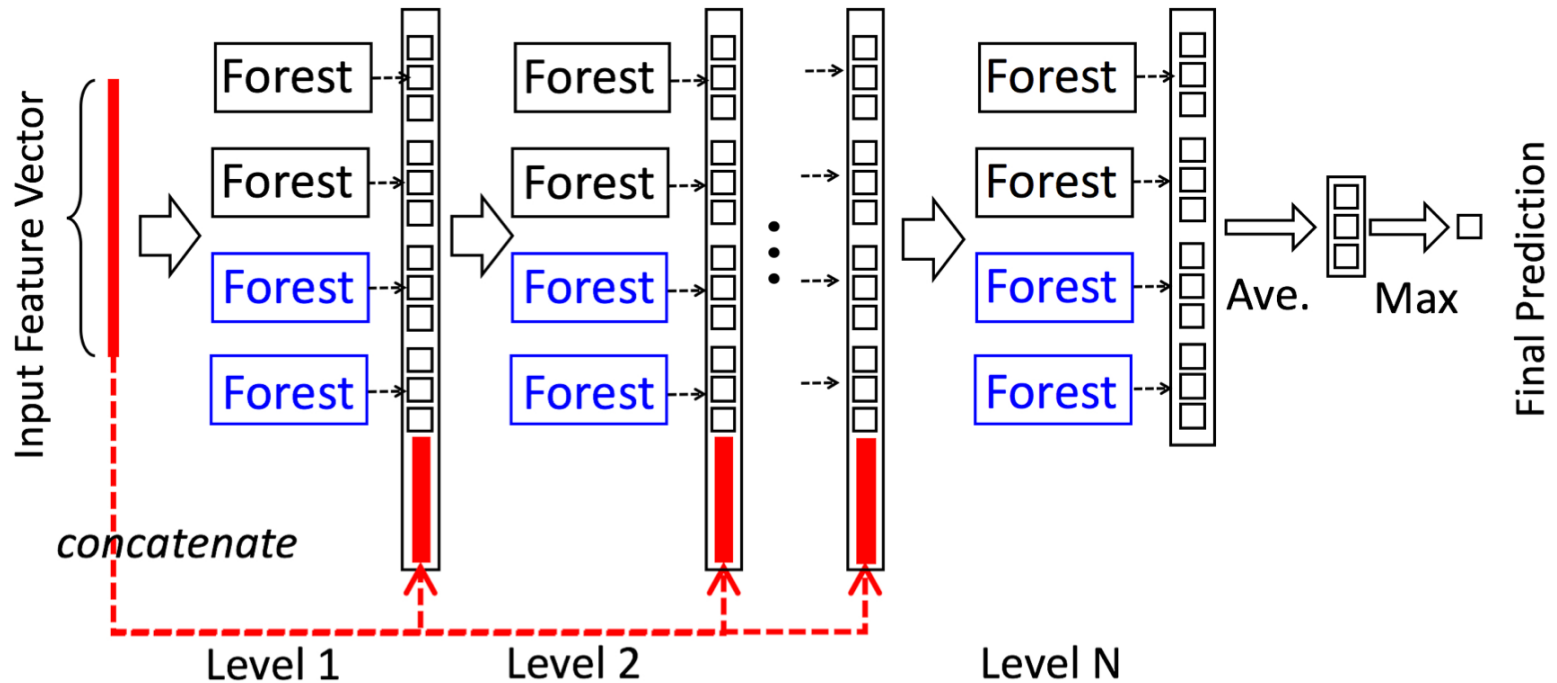 Input Feature Vector
Forest
Forest
Forest
Forest
concatenate
Level 1
Forest
Forest
Forest
Forest
Level 2
Forest
Forest
Forest
Forest
Level N
Ave.
Max
Final Prediction